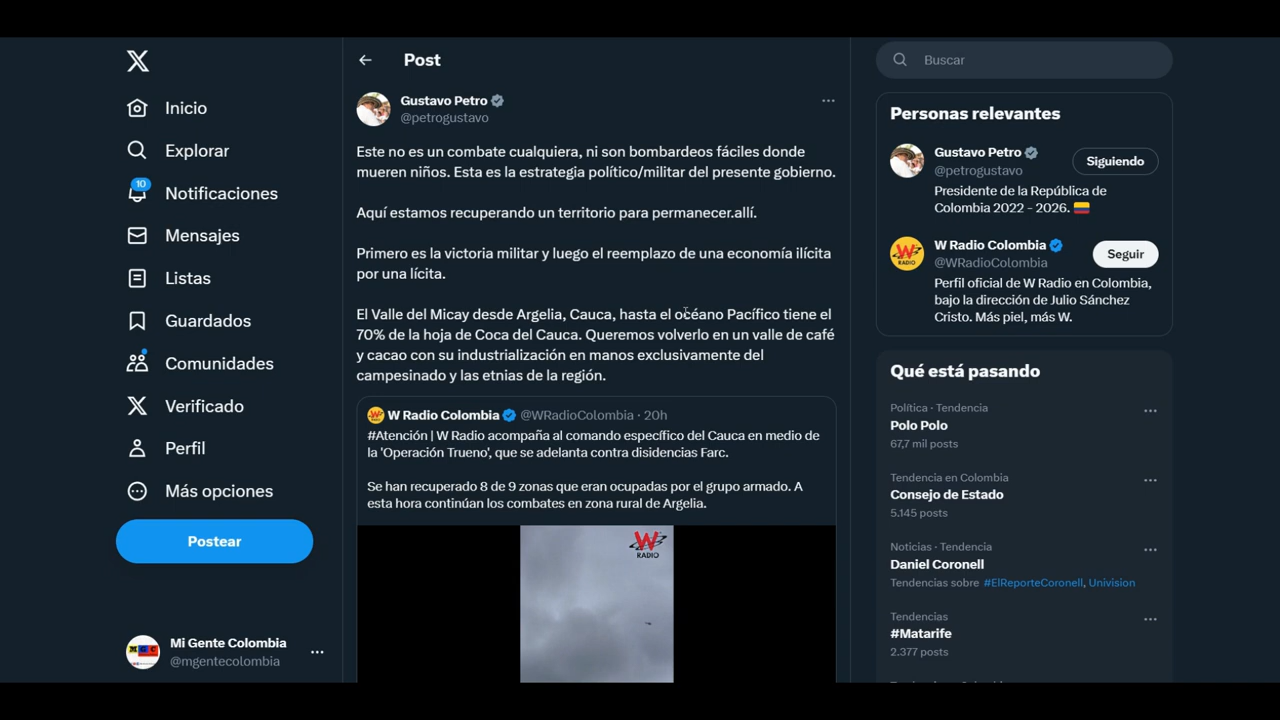 Inicio
Explorar
10
Notificaciones
Mensajes
Listas
Guardados
Comunidades
Verificado
Perfil
Más opciones
Postear
Mi Gente Colombia
@mgentecolombia
Post
Gustavo Petro
@petrogustavo
Este no es un combate cualquiera, ni son bombardeos fáciles donde
mueren niños. Esta es la estrategia político/militar del presente gobierno.
Aquí estamos recuperando un territorio para permanecer.allí.
Primero es la victoria militar y luego el reemplazo de una economía ilícita
por una lícita.
El Valle del Micay desde Argelia, Cauca, hasta el océano Pacífico tiene el
70% de la hoja de Coca del Cauca. Queremos volverlo en un valle de café
y cacao con su industrialización en manos exclusivamente del
campesinado y las etnias de la región.
W Radio Colombia @WRadioColombia · 20h
#Atención | W Radio acompaña al comando específico del Cauca en medio de
la 'Operación Trueno', que se adelanta contra disidencias Farc.
Se han recuperado 8 de 9 zonas que eran ocupadas por el grupo armado. A
esta hora continúan los combates en zona rural de Argelia.
W
RADIO
Buscar
Personas relevantes
Gustavo Petro
@petrogustavo
Siguiendo
Presidente de la República de
Colombia 2022 - 2026.
W Radio Colombia
@WRadioColombia
Seguir
Perfil oficial de W Radio en Colombia,
bajo la dirección de Julio Sánchez
Cristo. Más piel, más W.
Qué está pasando
Política · Tendencia
Polo Polo
67,7 mil posts
Tendencia en Colombia
Consejo de Estado
5.145 posts
Noticias · Tendencia
Daniel Coronell
Tendencias sobre #ElReporteCoronell, Univision
Tendencias
#Matarife
2.377 posts